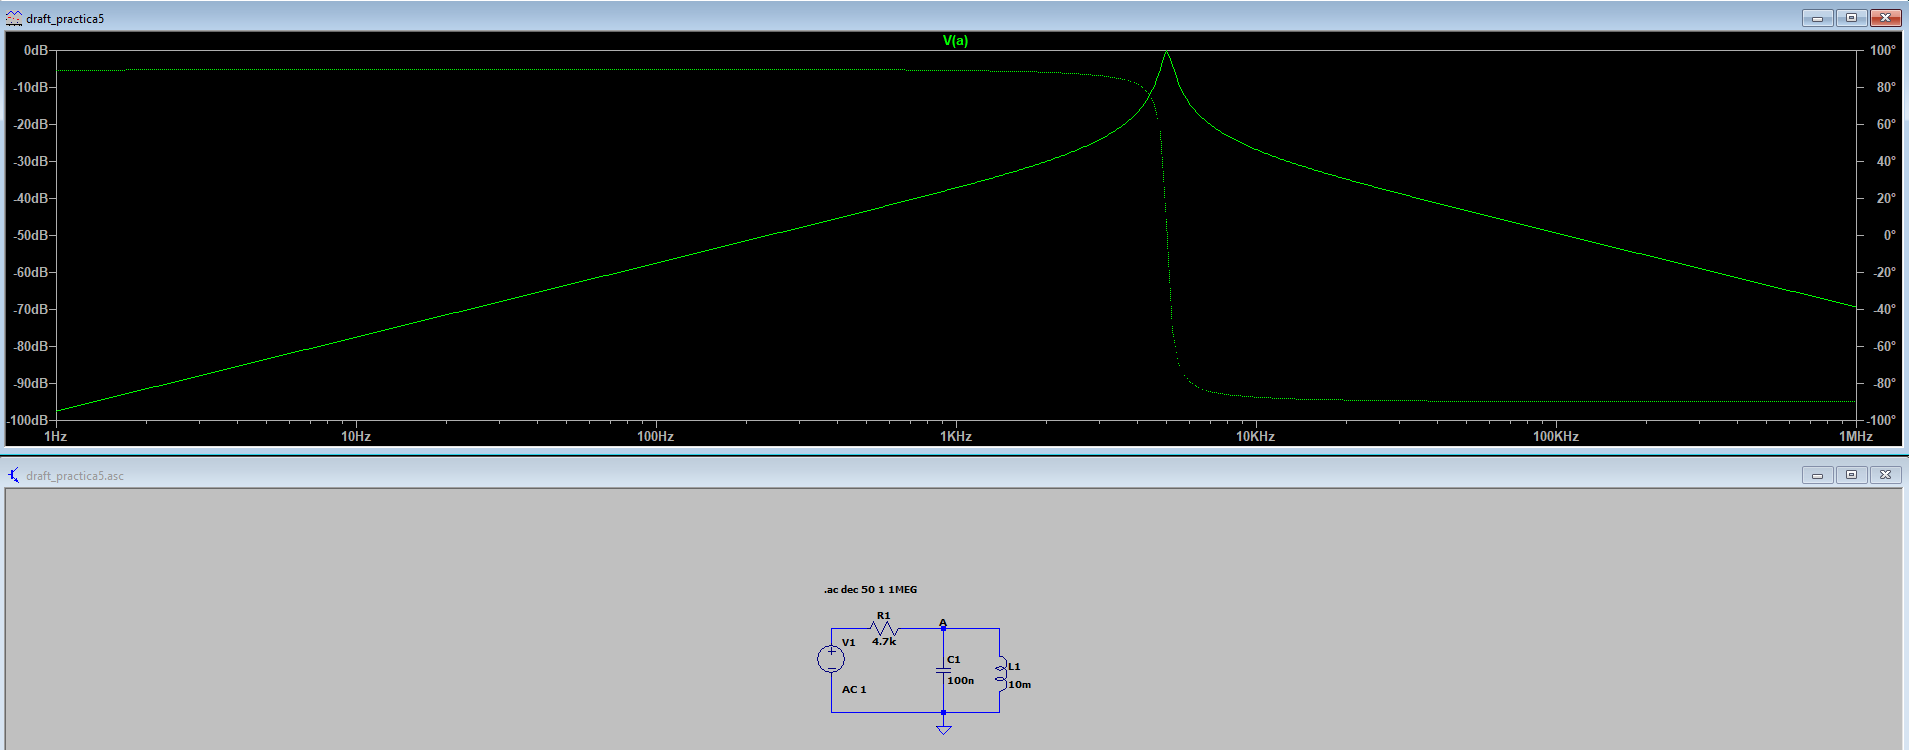 draft_practica5
V(a)
0dB
-10dB
-20dB
-30dB
-40dB
-50dB
-60dB
-70dB
-80dB
-90dB
-100dB
100°
80°
60°
40°
20°
0°
-20°
-40°
-60°
-80°
-100°
1Hz 10Hz 100Hz 1KHz 10KHz 100KHz 1MHz
draft_practica5.asc
.ac dec 50 1 1MEG
R1
4.7k
A
V1
AC 1
C1
100n
L1
10m